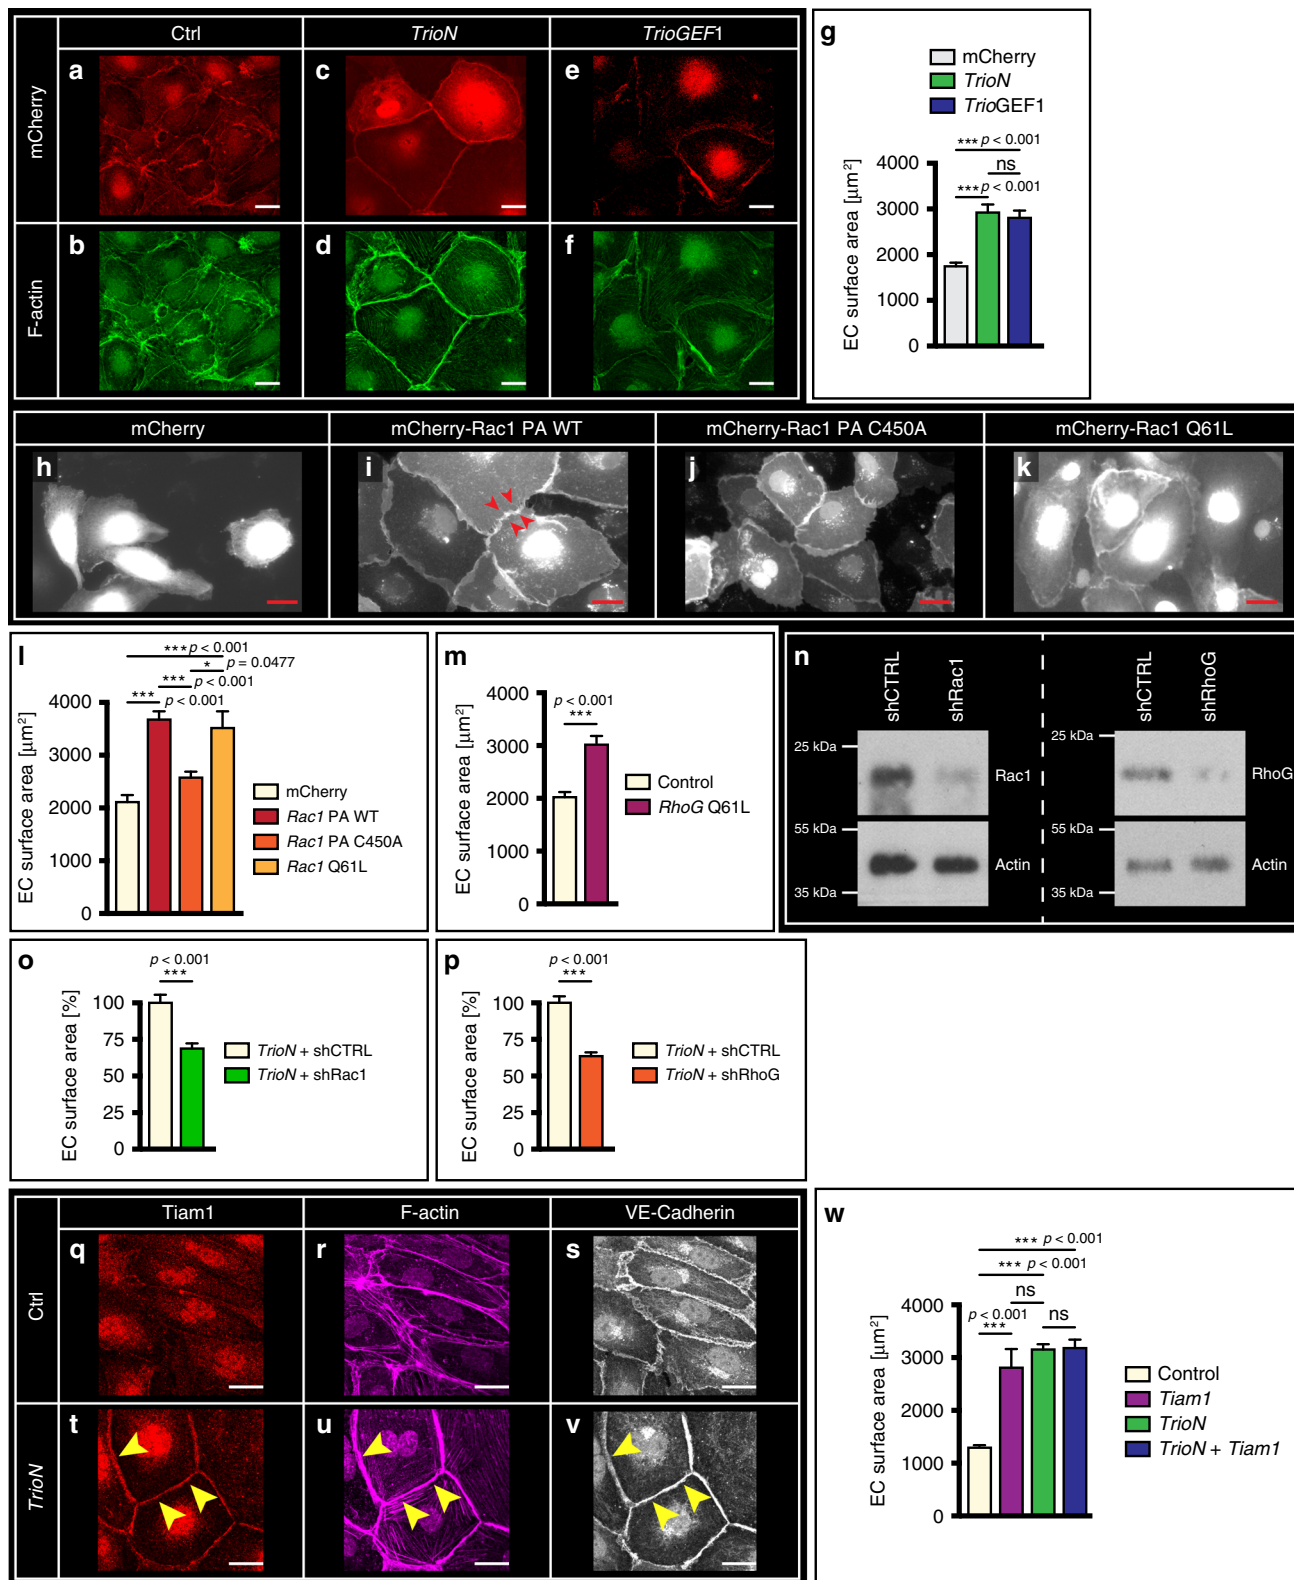 Ctrl
TrioN
TrioGEF1
mCherry
F-actin
a
c
e
b
d
f
g
mCherry
TrioN
TrioGEF1
*** p < 0.001
ns
*** p < 0.001
EC surface area [μm²]
4000
3000
2000
1000
0
mCherry
mCherry-Rac1 PA WT
mCherry-Rac1 PA C450A
mCherry-Rac1 Q61L
h
i
j
k
l
*** p < 0.001
* p = 0.0477
*** p < 0.001
*** p < 0.001
EC surface area [μm²]
4000
3000
2000
1000
0
mCherry
Rac1 PA WT
Rac1 PA C450A
Rac1 Q61L
m
p < 0.001
***
EC surface area [μm²]
4000
3000
2000
1000
0
Control
RhoG Q61L
n
shCTRL
shRac1
shCTRL
shRhoG
25 kDa
Rac1
55 kDa
Actin
35 kDa
25 kDa
RhoG
55 kDa
Actin
35 kDa
o
p < 0.001
***
EC surface area [%]
100
75
50
25
0
TrioN + shCTRL
TrioN + shRac1
p
p < 0.001
***
EC surface area [%]
100
75
50
25
0
TrioN + shCTRL
TrioN + shRhoG
Tiam1
F-actin
VE-Cadherin
Ctrl
TrioN
q
r
s
t
u
v
w
*** p < 0.001
*** p < 0.001
ns
p < 0.001
***
ns
EC surface area [μm²]
4000
3000
2000
1000
0
Control
Tiam1
TrioN
TrioN + Tiam1